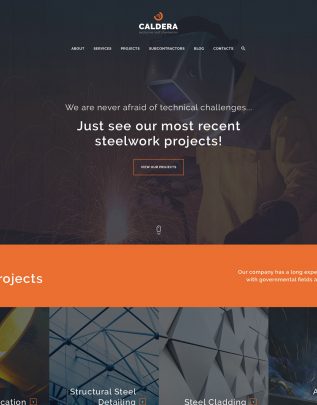 CALDERA
ABOUT SERVICES PROJECTS SUBCONTRACTORS BLOG CONTACTS
We are never afraid of technical challenges...
Just see our most recent
steelwork projects!
VIEW OUR PROJECTS
rojects
Our company has a long expe
with governmental fields a
Structural Steel
Detailing
ication
Steel Cladding
A